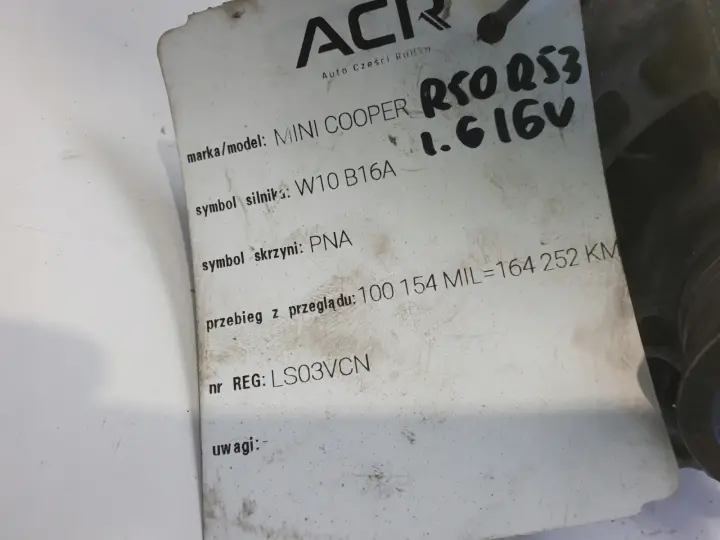 ACR
Auto Części Radom
marka/model: MINI COOPER R50 R53
1.6 16V
symbol silnika: W10 B16A
symbol skrzyni: PNA
przebieg z przeglądu: 100 154 MIL=164 252 KM
nr REG: LS03VCN
uwagi:-